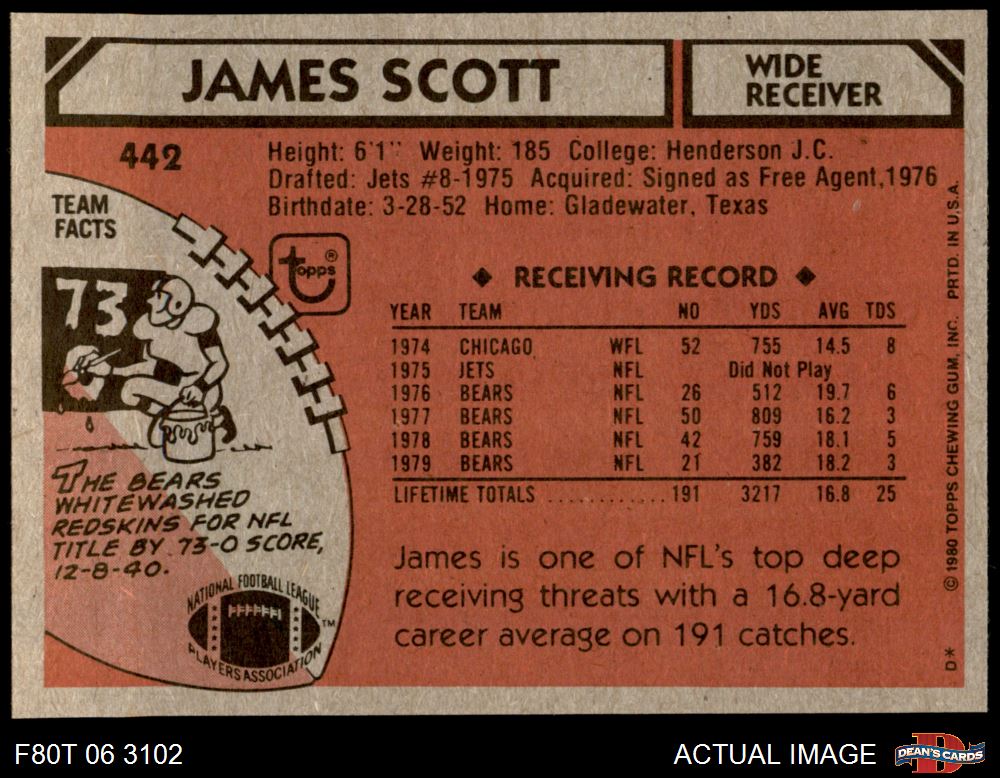 JAMES SCOTT
WIDE
RECEIVER
442
Height: 6'1" Weight: 185 College: Henderson J.C.
Drafted: Jets #8-1975 Acquired: Signed as Free Agent, 1976
Birthdate: 3-28-52 Home: Gladewater, Texas
TEAM
FACTS
topps®
73
THE BEARS
WHITEWASHED
REDSKINS FOR NFL
TITLE BY 73-0 SCORE,
12-8-40.
NATIONAL FOOTBALL LEAGUE
PLAYERS ASSOCIATION
TM
◆ RECEIVING RECORD ◆
YEAR TEAM NO YDS AVG TDS
1974 CHICAGO WFL 52 755 14.5 8
1975 JETS NFL Did Not Play
1976 BEARS NFL 26 512 19.7 6
1977 BEARS NFL 50 809 16.2 3
1978 BEARS NFL 42 759 18.1 5
1979 BEARS NFL 21 382 18.2 3
LIFETIME TOTALS ............ 191 3217 16.8 25
James is one of NFL's top deep
receiving threats with a 16.8-yard
career average on 191 catches.
D* © 1980 TOPPS CHEWING GUM, INC. PRTD. IN U.S.A.
F80T 06 3102
ACTUAL IMAGE
DEAN'S CARDS